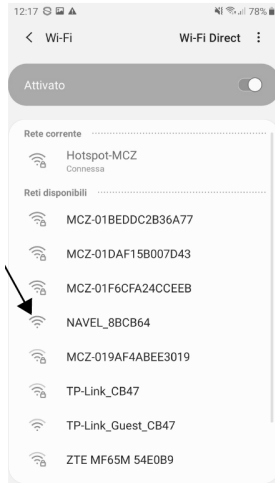 12:17 78%
Wi-Fi Wi-Fi Direct
Attivato
Rete corrente
Hotspot-MCZ
Connessa
Reti disponibili
MCZ-01BEDDC2B36A77
MCZ-01DAF15B007D43
MCZ-01F6CFA24CCEEB
NAVEL_8BCB64
MCZ-019AF4ABEE3019
TP-Link_CB47
TP-Link_Guest_CB47
ZTE MF65M 54E0B9